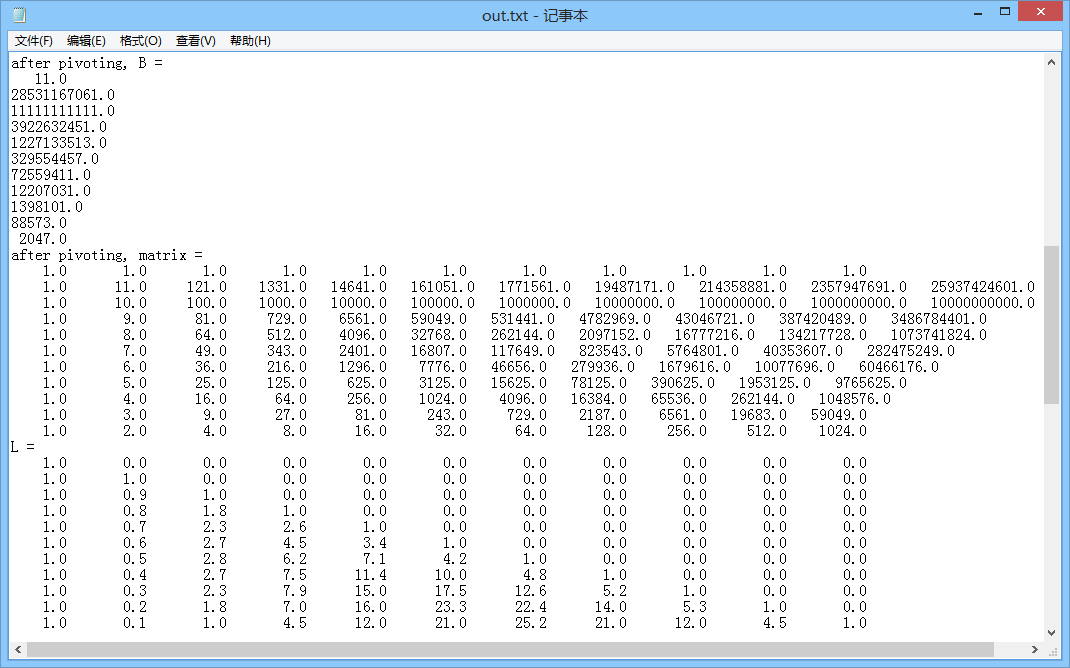 out.txt - 记事本
文件(F) 编辑(E) 格式(O) 查看(V) 帮助(H)
after pivoting, B =
11.0
28531167061.0
11111111111.0
3922632451.0
1227133513.0
329554457.0
72559411.0
12207031.0
1398101.0
88573.0
2047.0
after pivoting, matrix =
1.0 1.0 1.0 1.0 1.0 1.0 1.0 1.0 1.0 1.0 1.0
1.0 11.0 121.0 1331.0 14641.0 161051.0 1771561.0 19487171.0 214358881.0 2357947691.0 25937424601.0
1.0 10.0 100.0 1000.0 10000.0 100000.0 1000000.0 10000000.0 100000000.0 1000000000.0 10000000000.0
1.0 9.0 81.0 729.0 6561.0 59049.0 531441.0 4782969.0 43046721.0 387420489.0 3486784401.0
1.0 8.0 64.0 512.0 4096.0 32768.0 262144.0 2097152.0 16777216.0 134217728.0 1073741824.0
1.0 7.0 49.0 343.0 2401.0 16807.0 117649.0 823543.0 5764801.0 40353607.0 282475249.0
1.0 6.0 36.0 216.0 1296.0 7776.0 46656.0 279936.0 1679616.0 10077696.0 60466176.0
1.0 5.0 25.0 125.0 625.0 3125.0 15625.0 78125.0 390625.0 1953125.0 9765625.0
1.0 4.0 16.0 64.0 256.0 1024.0 4096.0 16384.0 65536.0 262144.0 1048576.0
1.0 3.0 9.0 27.0 81.0 243.0 729.0 2187.0 6561.0 19683.0 59049.0
1.0 2.0 4.0 8.0 16.0 32.0 64.0 128.0 256.0 512.0 1024.0
L =
1.0 0.0 0.0 0.0 0.0 0.0 0.0 0.0 0.0 0.0 0.0
1.0 1.0 0.0 0.0 0.0 0.0 0.0 0.0 0.0 0.0 0.0
1.0 0.9 1.0 0.0 0.0 0.0 0.0 0.0 0.0 0.0 0.0
1.0 0.8 1.8 1.0 0.0 0.0 0.0 0.0 0.0 0.0 0.0
1.0 0.7 2.3 2.6 1.0 0.0 0.0 0.0 0.0 0.0 0.0
1.0 0.6 2.7 4.5 3.4 1.0 0.0 0.0 0.0 0.0 0.0
1.0 0.5 2.8 6.2 7.1 4.2 1.0 0.0 0.0 0.0 0.0
1.0 0.4 2.7 7.5 11.4 10.0 4.8 1.0 0.0 0.0 0.0
1.0 0.3 2.3 7.9 15.0 17.5 12.6 5.2 1.0 0.0 0.0
1.0 0.2 1.8 7.0 16.0 23.3 22.4 14.0 5.3 1.0 0.0
1.0 0.1 1.0 4.5 12.0 21.0 25.2 21.0 12.0 4.5 1.0